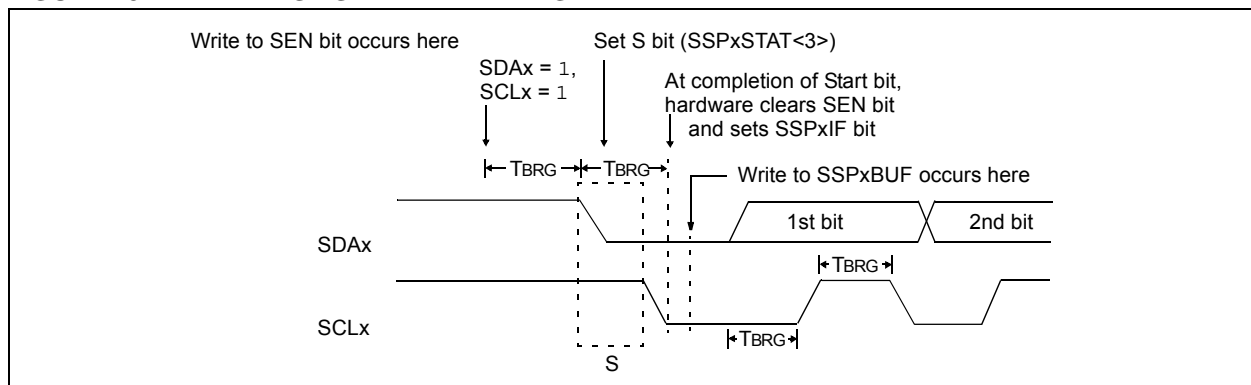 Write to SEN bit occurs here
Set S bit (SSPxSTAT<3>)
SDAx = 1,
SCLx = 1
At completion of Start bit,
hardware clears SEN bit
and sets SSPxIF bit
TBRG
TBRG
Write to SSPxBUF occurs here
1st bit
2nd bit
SDAx
TBRG
SCLx
TBRG
S